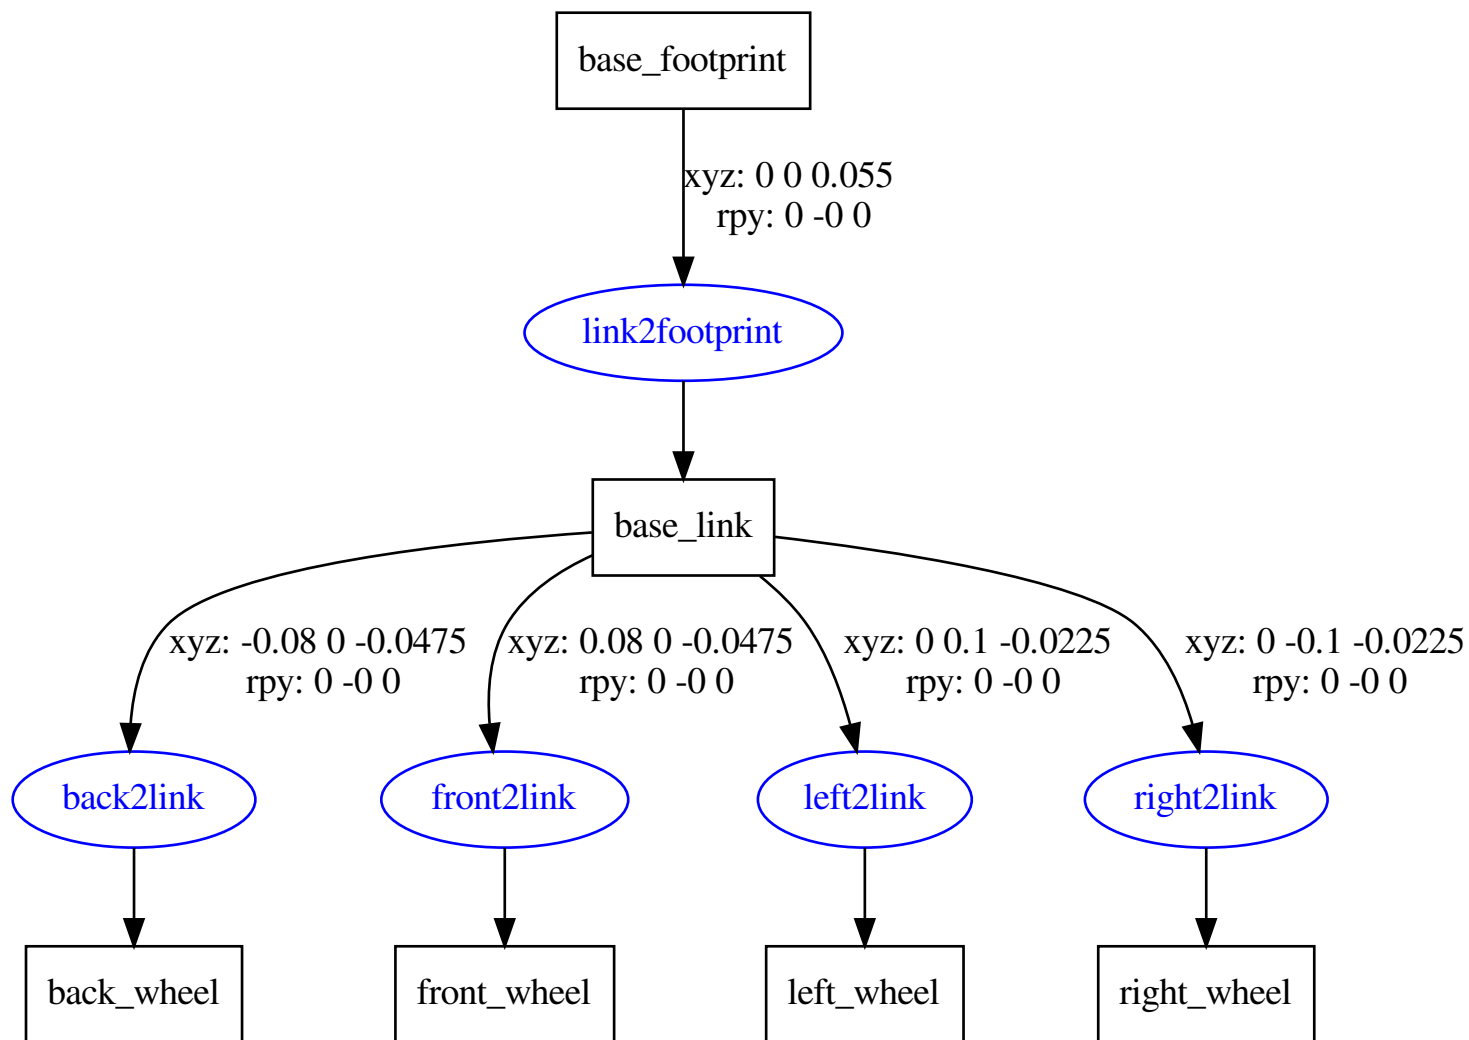 base_footprint
xyz: 0 0 0.055
rpy: 0 -0 0
link2footprint
base_link
xyz: -0.08 0 -0.0475
rpy: 0 -0 0
xyz: 0.08 0 -0.0475
rpy: 0 -0 0
xyz: 0 0.1 -0.0225
rpy: 0 -0 0
xyz: 0 -0.1 -0.0225
rpy: 0 -0 0
back2link
front2link
left2link
right2link
back_wheel
front_wheel
left_wheel
right_wheel